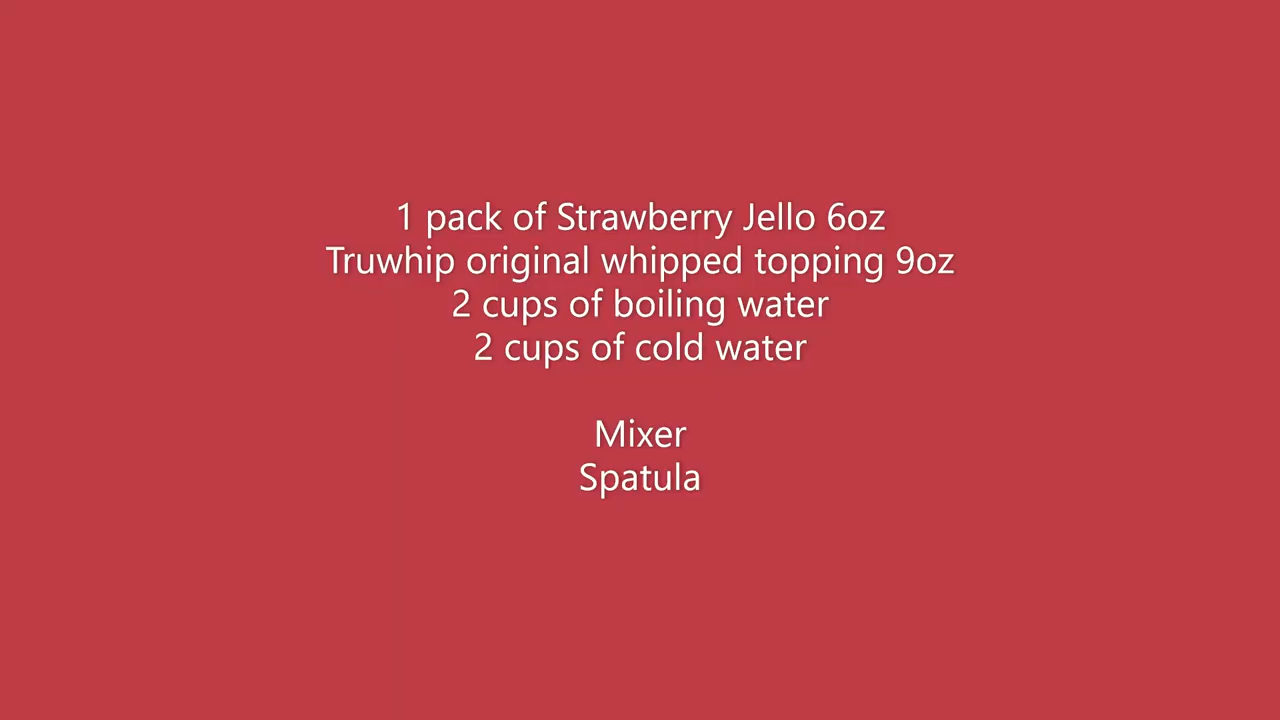 1 pack of Strawberry Jello 6oz
Truwhip original whipped topping 9oz
2 cups of boiling water
2 cups of cold water
Mixer
Spatula